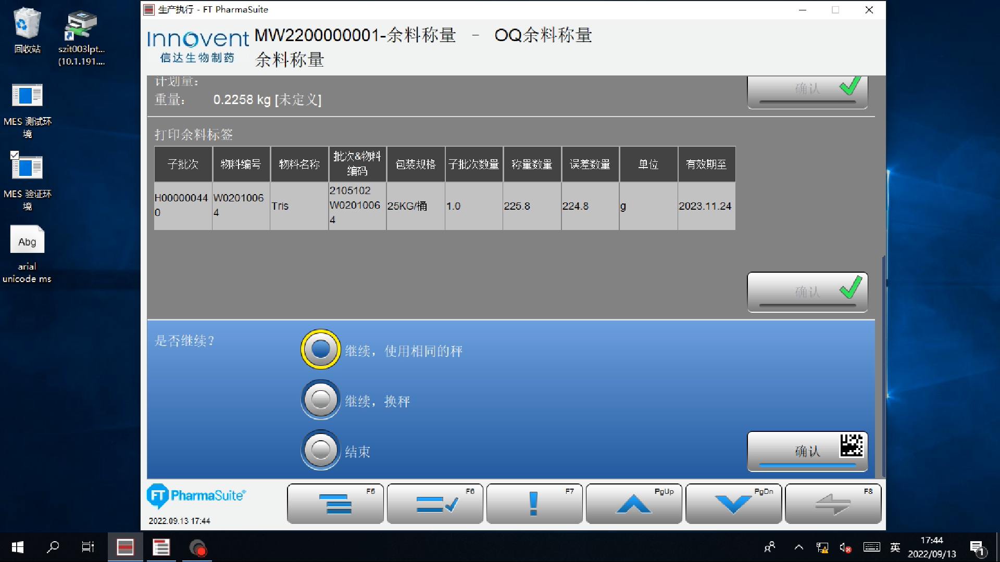 生产执行 - FT PharmaSuite
回收站
szit003lpt...
(10.1.191....
MES 测试环
境
MES 验证环
境
Abg
arial
unicode ms
Innovent
信达生物制药
MW2200000001-余料称量 - OQ余料称量
余料称量
计划量:
重量: 0.2258 kg [未定义]
确认
打印余料标签
子批次 物料编号 物料名称 批次&物料编码 包装规格 子批次数量 称量数量 误差数量 单位 有效期至
H000000440 W02010064 Tris 2105102 W02010064 25KG/桶 1.0 225.8 224.8 g 2023.11.24
确认
是否继续?
继续，使用相同的秤
继续，换秤
结束
确认
FT PharmaSuite®
2022.09.13 17:44
F5
F6
F7
PgUp
PgDn
F8
英
17:44
2022/09/13
1